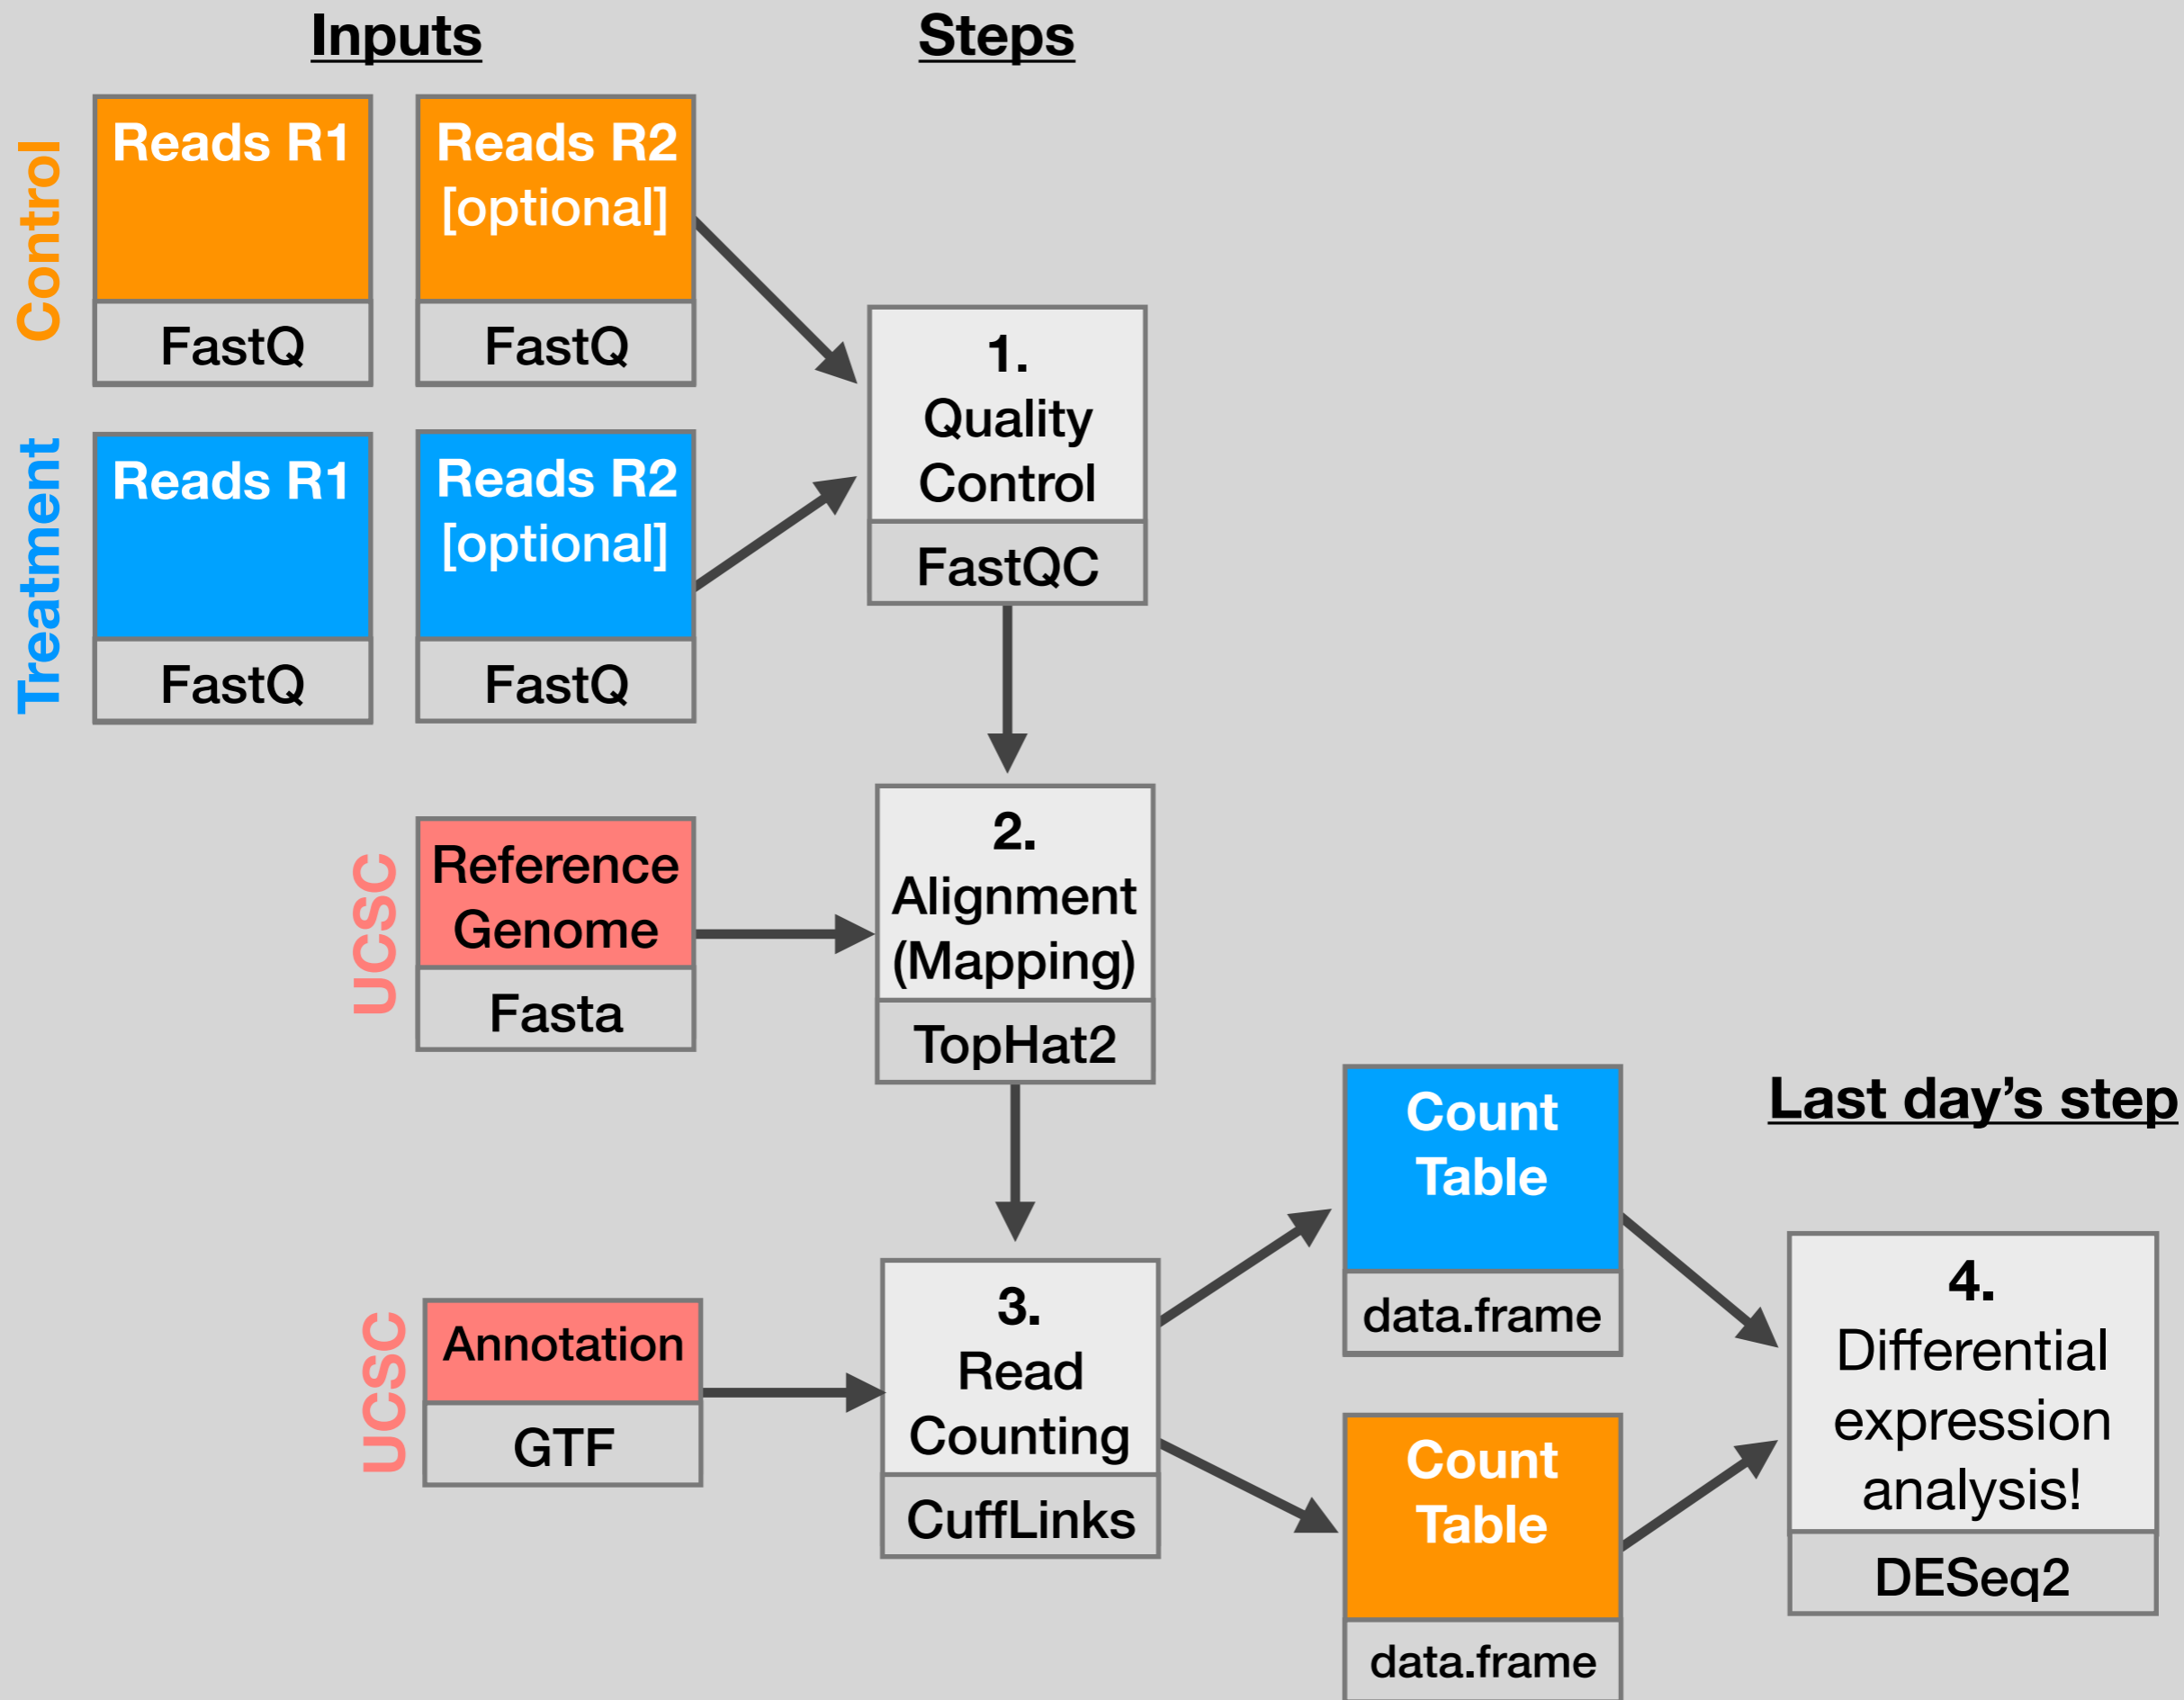 Inputs
Steps
Control
Reads R1
FastQ
Reads R2
[optional]
FastQ
Treatment
Reads R1
FastQ
Reads R2
[optional]
FastQ
1.
Quality
Control
FastQC
UCSC
Reference
Genome
Fasta
2.
Alignment
(Mapping)
TopHat2
UCSC
Annotation
GTF
3.
Read
Counting
CuffLinks
Count
Table
data.frame
Count
Table
data.frame
Last day’s step
4.
Differential
expression
analysis!
DESeq2